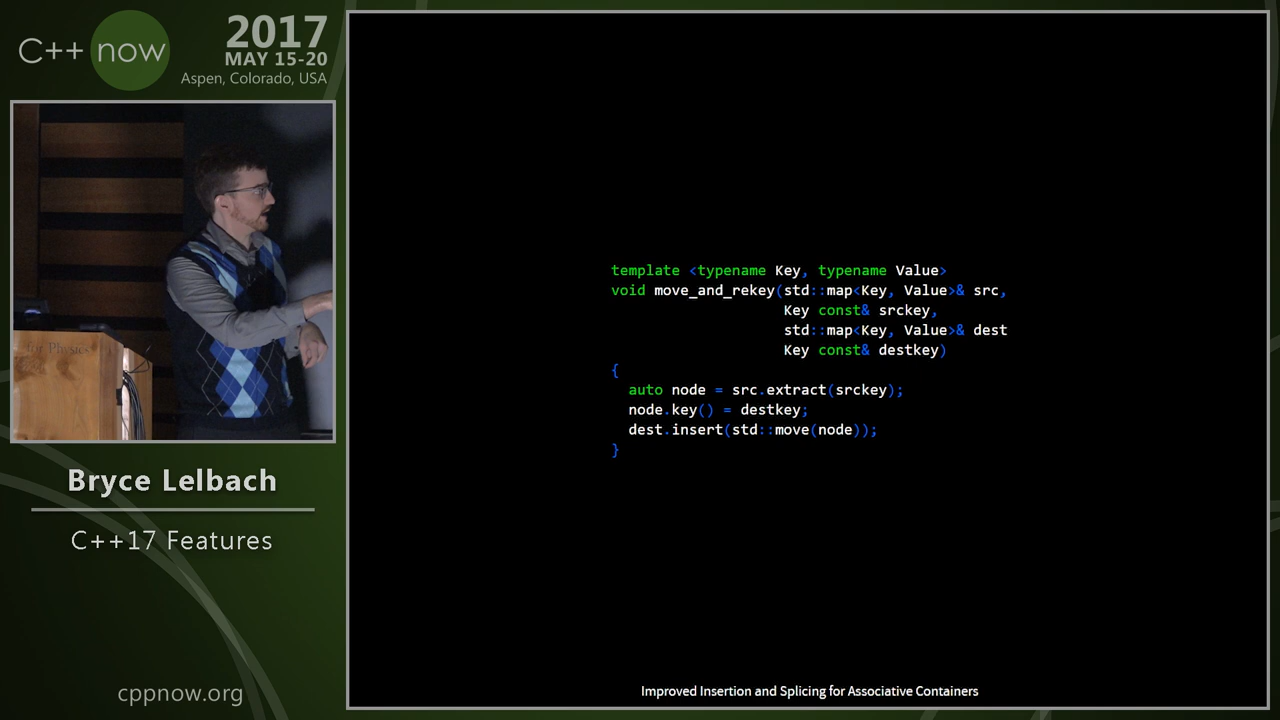 C++ now
2017
MAY 15-20
Aspen, Colorado, USA
for Physics
Bryce Lelbach
C++17 Features
cppnow.org
template <typename Key, typename Value>
void move_and_rekey(std::map<Key, Value>& src,
Key const& srckey,
std::map<Key, Value>& dest
Key const& destkey)
{
auto node = src.extract(srckey);
node.key() = destkey;
dest.insert(std::move(node));
}
Improved Insertion and Splicing for Associative Containers